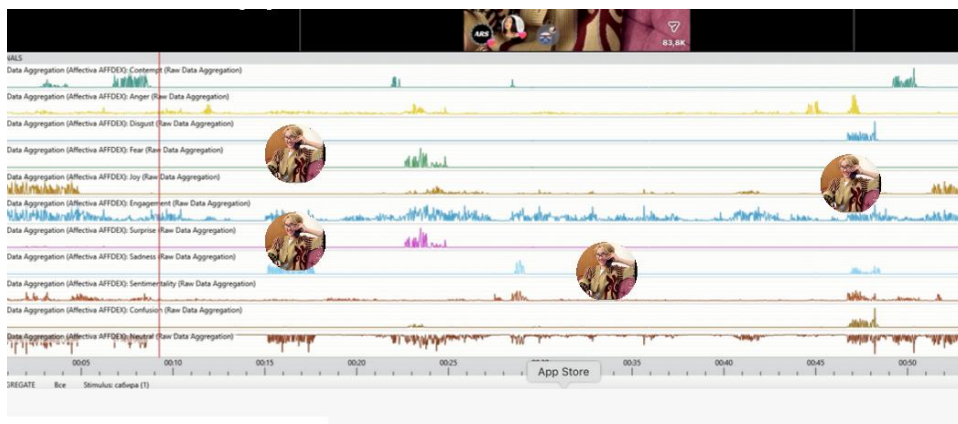 ARS
83,8K
Data Aggregation (Affectiva AFFDEX): Contempt (Raw Data Aggregation)
Data Aggregation (Affectiva AFFDEX): Anger (Raw Data Aggregation)
Data Aggregation (Affectiva AFFDEX): Disgust (Raw Data Aggregation)
Data Aggregation (Affectiva AFFDEX): Fear (Raw Data Aggregation)
Data Aggregation (Affectiva AFFDEX): Joy (Raw Data Aggregation)
Data Aggregation (Affectiva AFFDEX): Engagement (Raw Data Aggregation)
Data Aggregation (Affectiva AFFDEX): Surprise (Raw Data Aggregation)
Data Aggregation (Affectiva AFFDEX): Sadness (Raw Data Aggregation)
Data Aggregation (Affectiva AFFDEX): Sentimentality (Raw Data Aggregation)
Data Aggregation (Affectiva AFFDEX): Confusion (Raw Data Aggregation)
Data Aggregation (Affectiva AFFDEX): Neutral (Raw Data Aggregation)
00:05 00:10 00:15 00:20 00:25 00:35 00:40 00:45 00:50
App Store
GREGATE Все Stimulus: сабира (1)